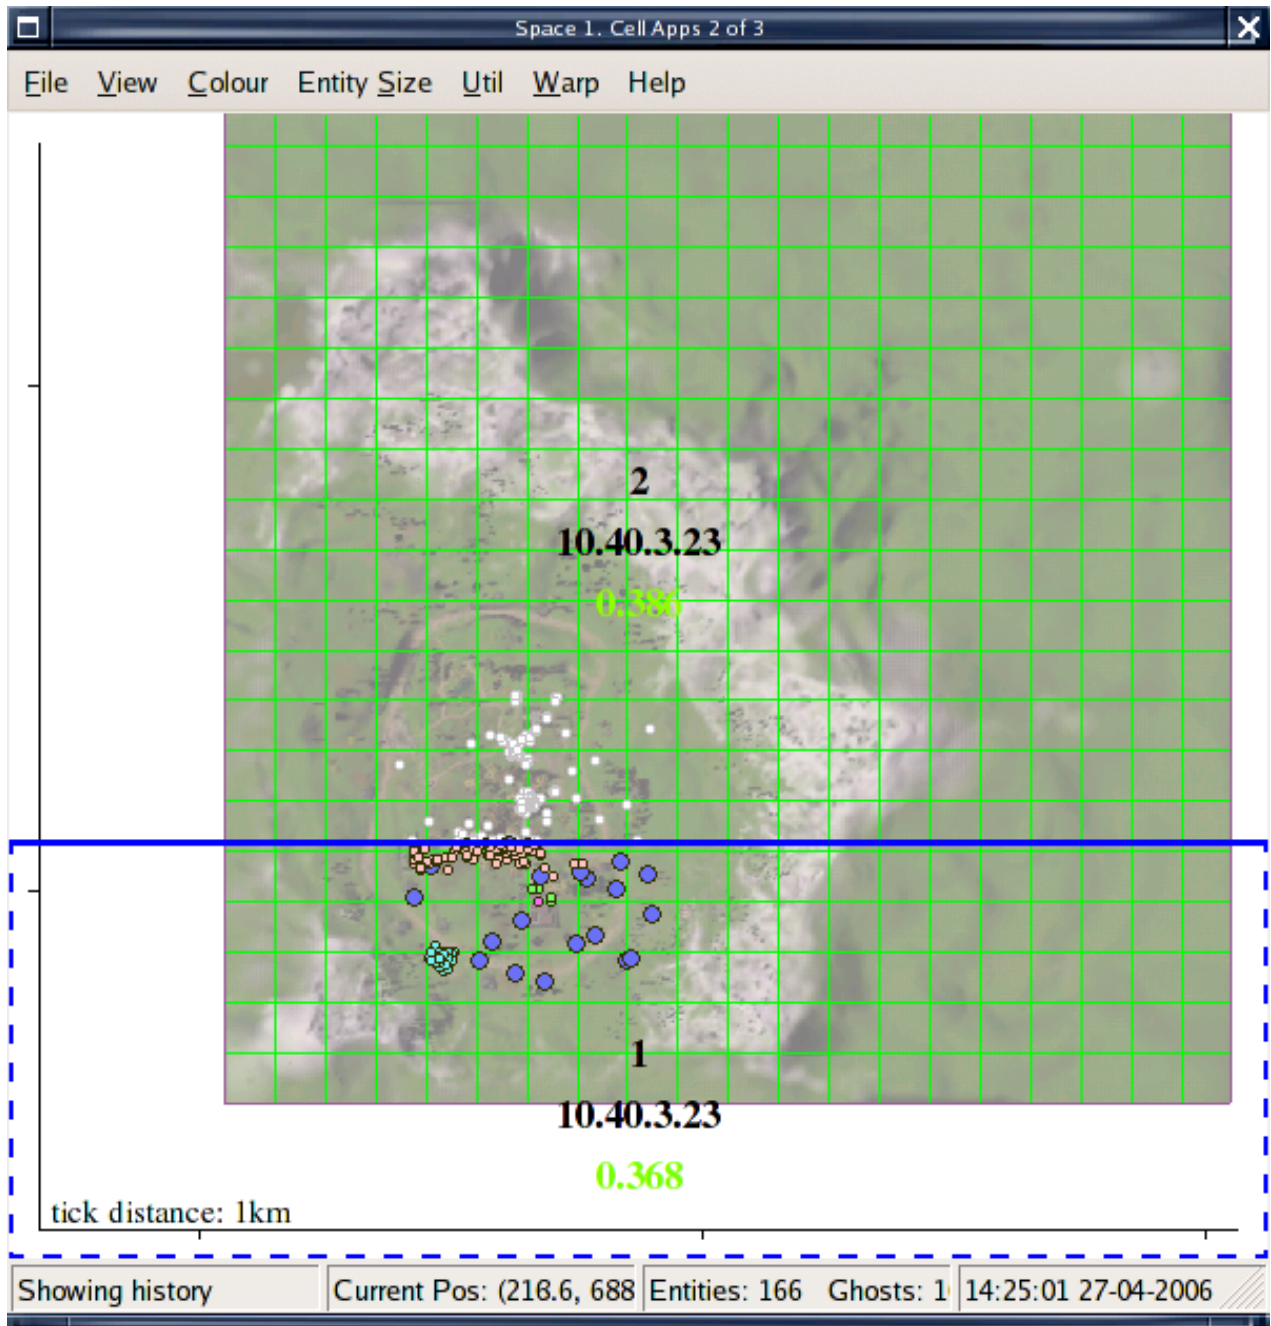 Space 1. Cell Apps 2 of 3
File View Colour Entity Size Util Warp Help
2
10.40.3.23
0.386
1
10.40.3.23
0.368
tick distance: 1km
Showing history Current Pos: (218.6, 688 Entities: 166 Ghosts: 1 14:25:01 27-04-2006